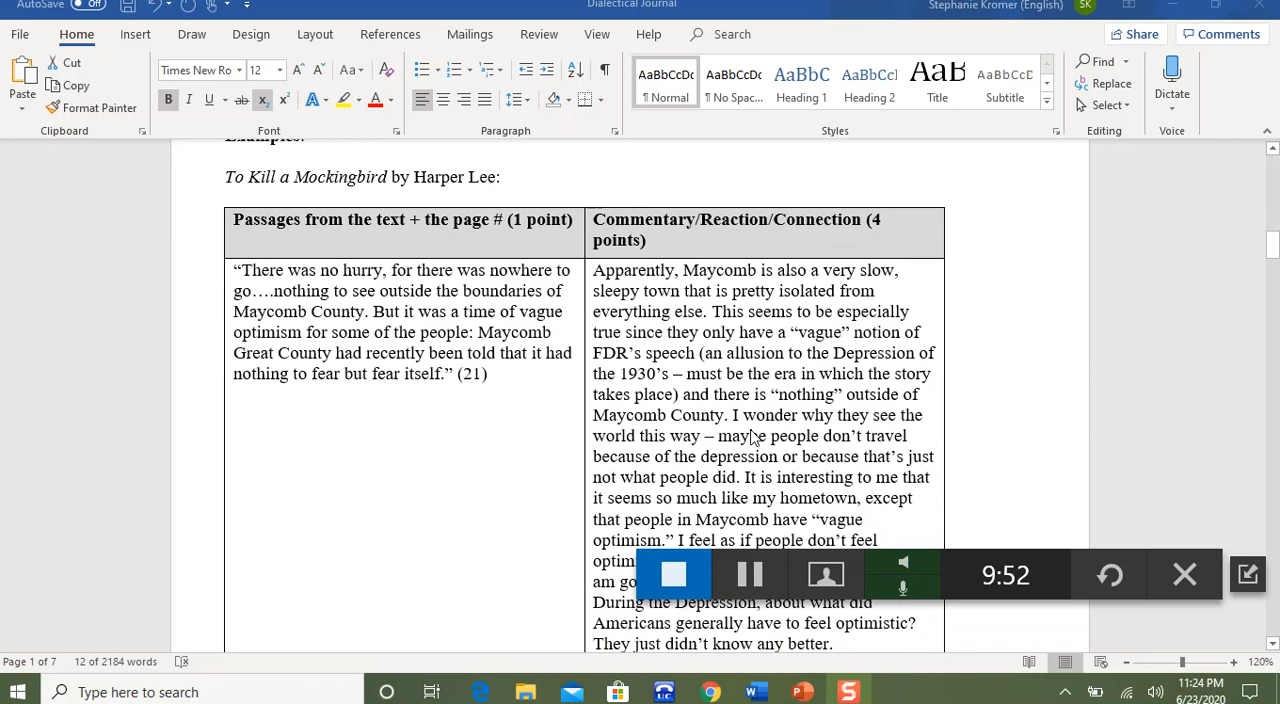 AutoSave Off Dialectical Journal Stephanie Kromer (English) SK
File Home Insert Draw Design Layout References Mailings Review View Help Search Share Comments
Paste Cut Copy Format Painter
Times New Ro 12 A A Aa A
B I U ab x2 x2 A A
AaBbCcDc AaBbCcDc AaBbC AaBbCcI AaB AaBbCcD
¶ Normal ¶ No Spac... Heading 1 Heading 2 Title Subtitle
Find Replace Select Dictate
Clipboard Font Paragraph Styles Editing Voice
Examples:
To Kill a Mockingbird by Harper Lee:
Passages from the text + the page # (1 point)
“There was no hurry, for there was nowhere to
go….nothing to see outside the boundaries of
Maycomb County. But it was a time of vague
optimism for some of the people: Maycomb
Great County had recently been told that it had
nothing to fear but fear itself.” (21)
Commentary/Reaction/Connection (4
points)
Apparently, Maycomb is also a very slow,
sleepy town that is pretty isolated from
everything else. This seems to be especially
true since they only have a “vague” notion of
FDR’s speech (an allusion to the Depression of
the 1930’s – must be the era in which the story
takes place) and there is “nothing” outside of
Maycomb County. I wonder why they see the
world this way – maybe people don’t travel
because of the depression or because that’s just
not what people did. It is interesting to me that
it seems so much like my hometown, except
that people in Maycomb have “vague
optimism.” I feel as if people don’t feel
am
During the Depression, about what did
Americans generally have to feel optimistic?
They just didn’t know any better.
9:52
Page 1 of 7 12 of 2184 words 120%
Type here to search 11:24 PM
6/23/2020